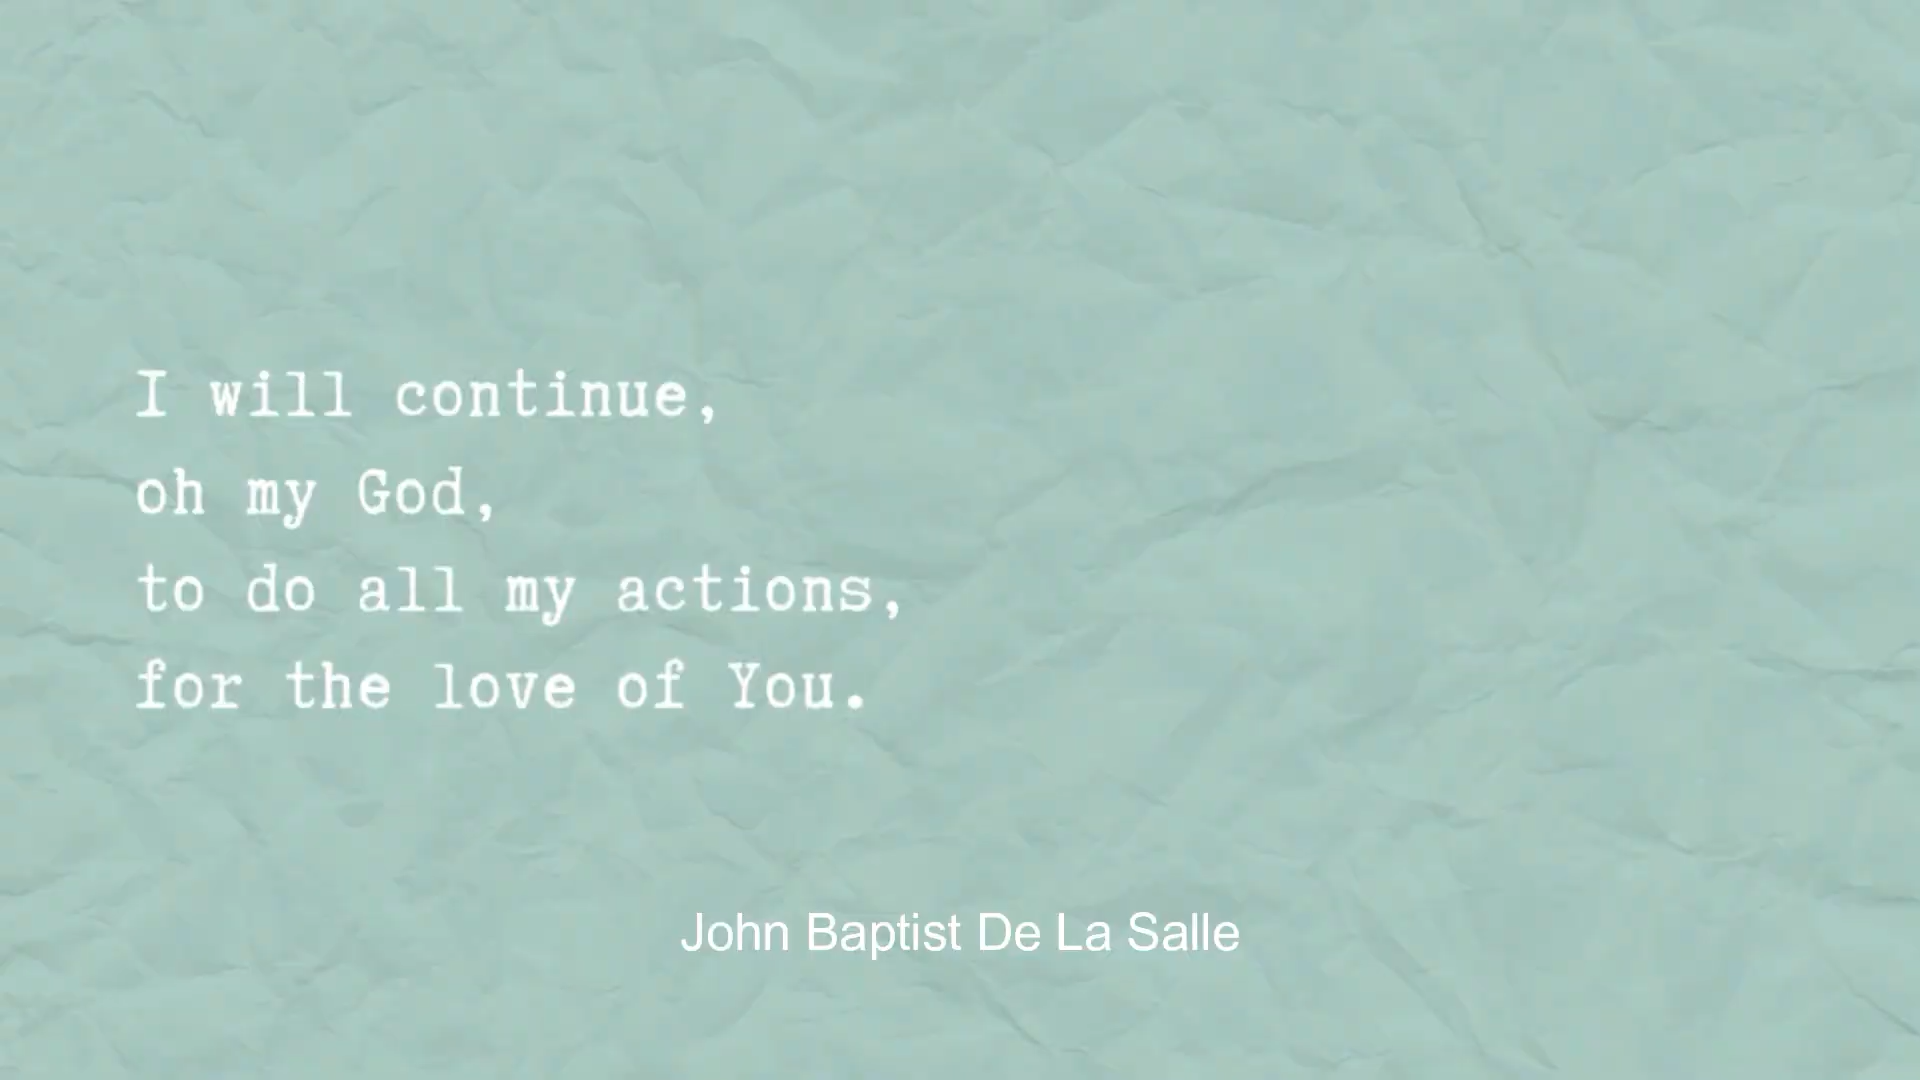 I will continue,
oh my God,
to do all my actions,
for the love of You.
John Baptist De La Salle